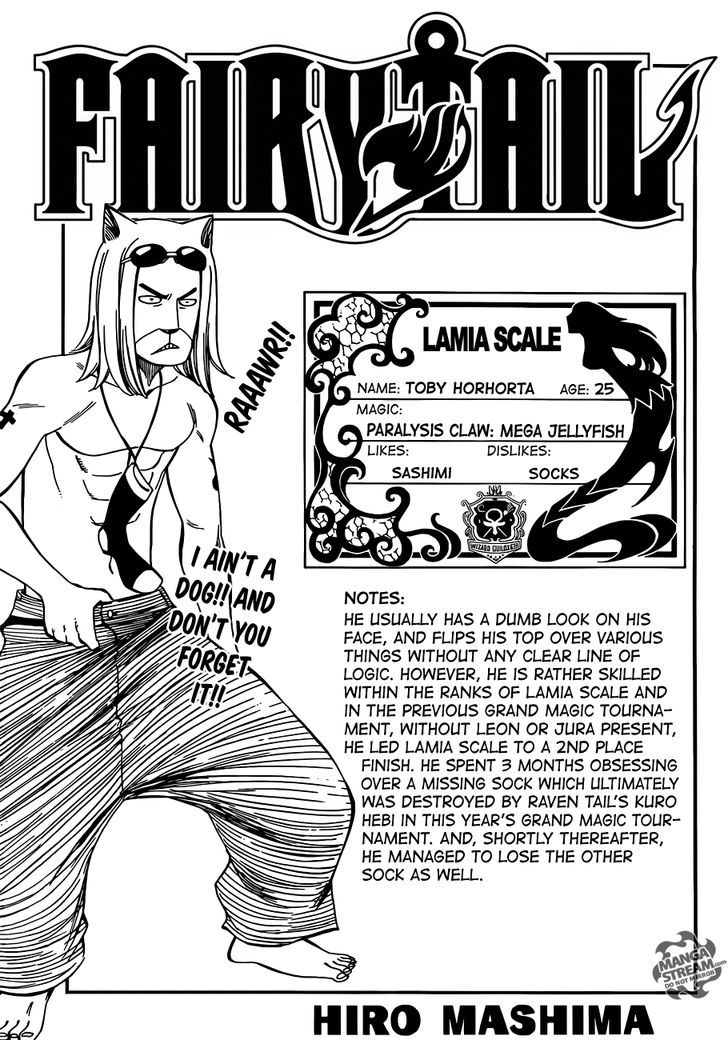 FAIRY TAIL
RAAAWR!!
LAMIA SCALE
NAME: TOBY HORHORTA AGE: 25
MAGIC:
PARALYSIS CLAW: MEGA JELLYFISH
LIKES: DISLIKES:
SASHIMI SOCKS
WIZARD GUILDS
I AIN'T A
DOG!! AND
DON'T YOU
FORGET
IT!!
NOTES:
HE USUALLY HAS A DUMB LOOK ON HIS
FACE, AND FLIPS HIS TOP OVER VARIOUS
THINGS WITHOUT ANY CLEAR LINE OF
LOGIC. HOWEVER, HE IS RATHER SKILLED
WITHIN THE RANKS OF LAMIA SCALE AND
IN THE PREVIOUS GRAND MAGIC TOURNA-
MENT, WITHOUT LEON OR JURA PRESENT,
HE LED LAMIA SCALE TO A 2ND PLACE
FINISH. HE SPENT 3 MONTHS OBSESSING
OVER A MISSING SOCK WHICH ULTIMATELY
WAS DESTROYED BY RAVEN TAIL'S KURO
HEBI IN THIS YEAR'S GRAND MAGIC TOUR-
NAMENT. AND, SHORTLY THEREAFTER,
HE MANAGED TO LOSE THE OTHER
SOCK AS WELL.
MANGA
STREAM.com
DO NOT MIRROR
HIRO MASHIMA